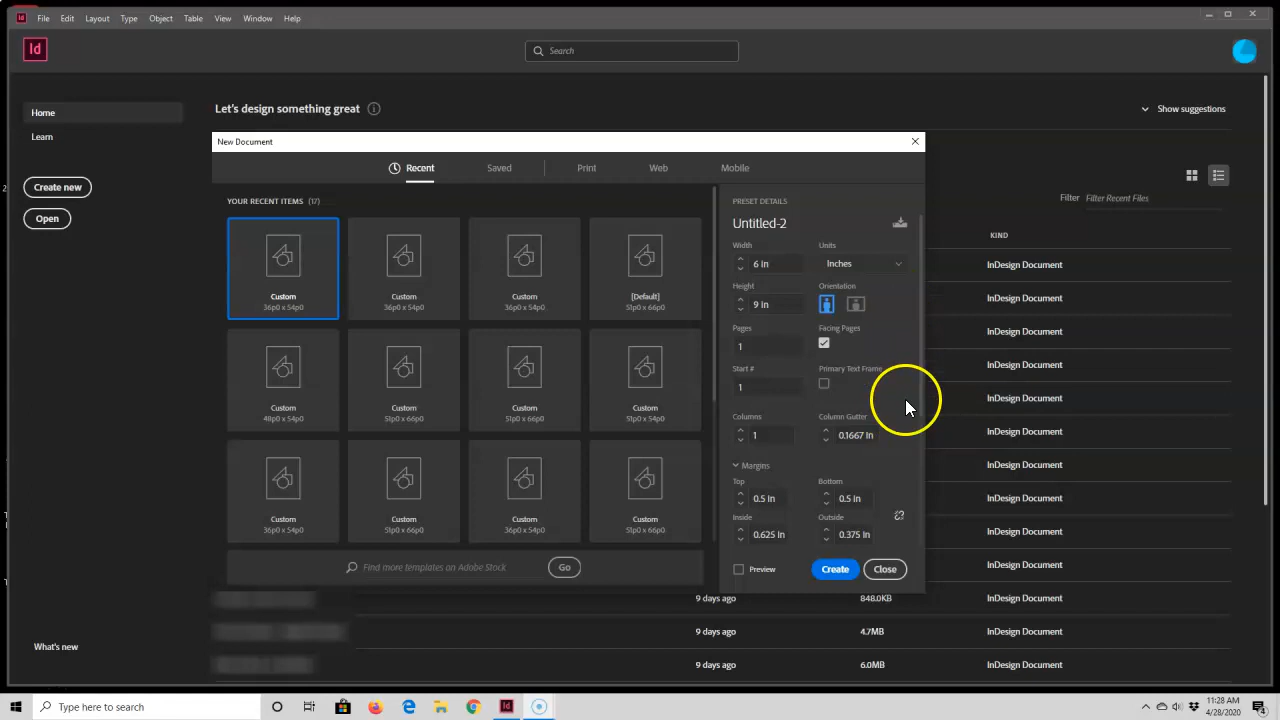 Id File Edit Layout Type Object Table View Window Help
Id Search
Home
Learn
Create new
Open
What's new
Let's design something great
Show suggestions
Filter Filter Recent Files
KIND
New Document
Recent Saved Print Web Mobile
YOUR RECENT ITEMS (17)
Custom Custom Custom [Default]
36p0 x 54p0 36p0 x 54p0 36p0 x 54p0 51p0 x 66p0
Custom Custom Custom Custom
48p0 x 54p0 51p0 x 66p0 51p0 x 66p0 51p0 x 54p0
Custom Custom Custom Custom
36p0 x 54p0 51p0 x 66p0 36p0 x 54p0 51p0 x 66p0
Find more templates on Adobe Stock Go
PRESET DETAILS
Untitled-2
Width Units
6 in Inches
Height Orientation
9 in
Pages Facing Pages
1
Start # Primary Text Frame
1
Columns Column Gutter
1 0.1667 in
Margins
Top Bottom
0.5 in 0.5 in
Inside Outside
0.625 in 0.375 in
Preview Create Close
InDesign Document
InDesign Document
InDesign Document
InDesign Document
InDesign Document
InDesign Document
InDesign Document
InDesign Document
InDesign Document
InDesign Document
9 days ago 848.0KB InDesign Document
9 days ago 4.7MB InDesign Document
9 days ago 6.0MB InDesign Document
Type here to search
Id
11:28 AM
4/28/2020
4